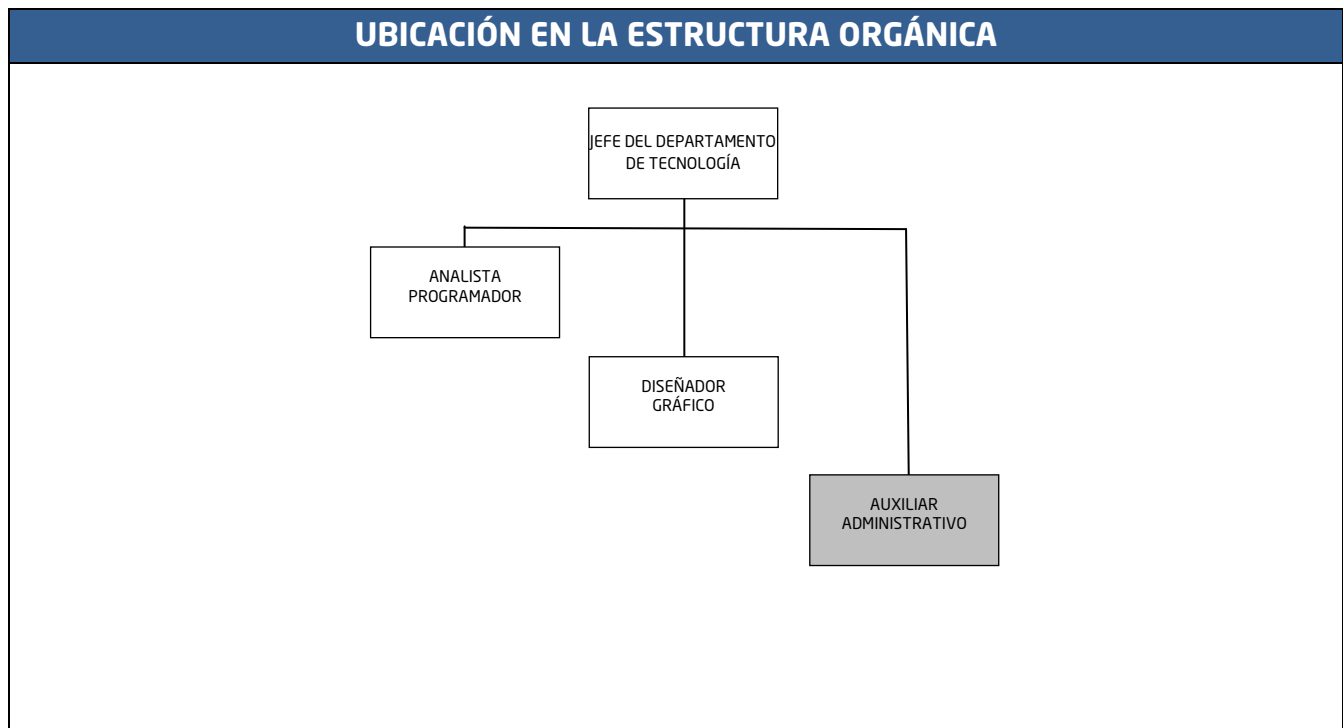 UBICACIÓN EN LA ESTRUCTURA ORGÁNICA
JEFE DEL DEPARTAMENTO
DE TECNOLOGÍA
ANALISTA
PROGRAMADOR
DISEÑADOR
GRÁFICO
AUXILIAR
ADMINISTRATIVO